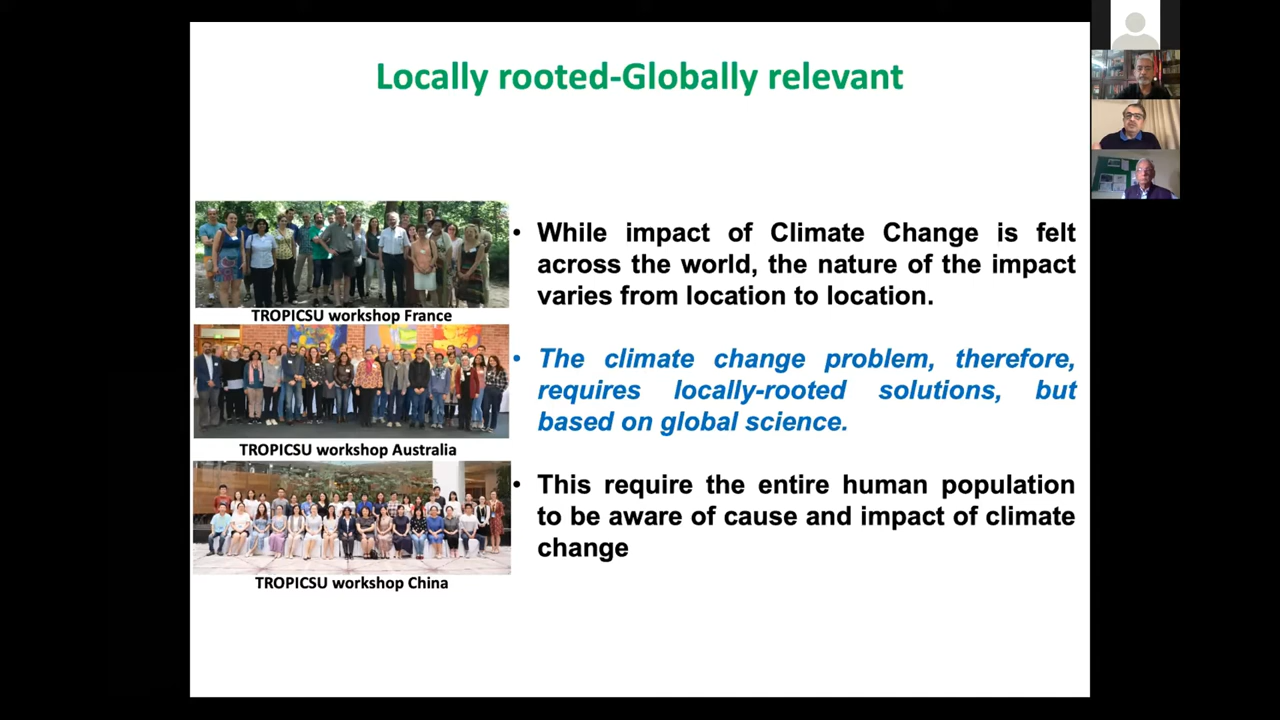 Locally rooted-Globally relevant
TROPICSU workshop France
TROPICSU workshop Australia
TROPICSU workshop China
• While impact of Climate Change is felt
across the world, the nature of the impact
varies from location to location.
• The climate change problem, therefore,
requires locally-rooted solutions, but
based on global science.
• This require the entire human population
to be aware of cause and impact of climate
change